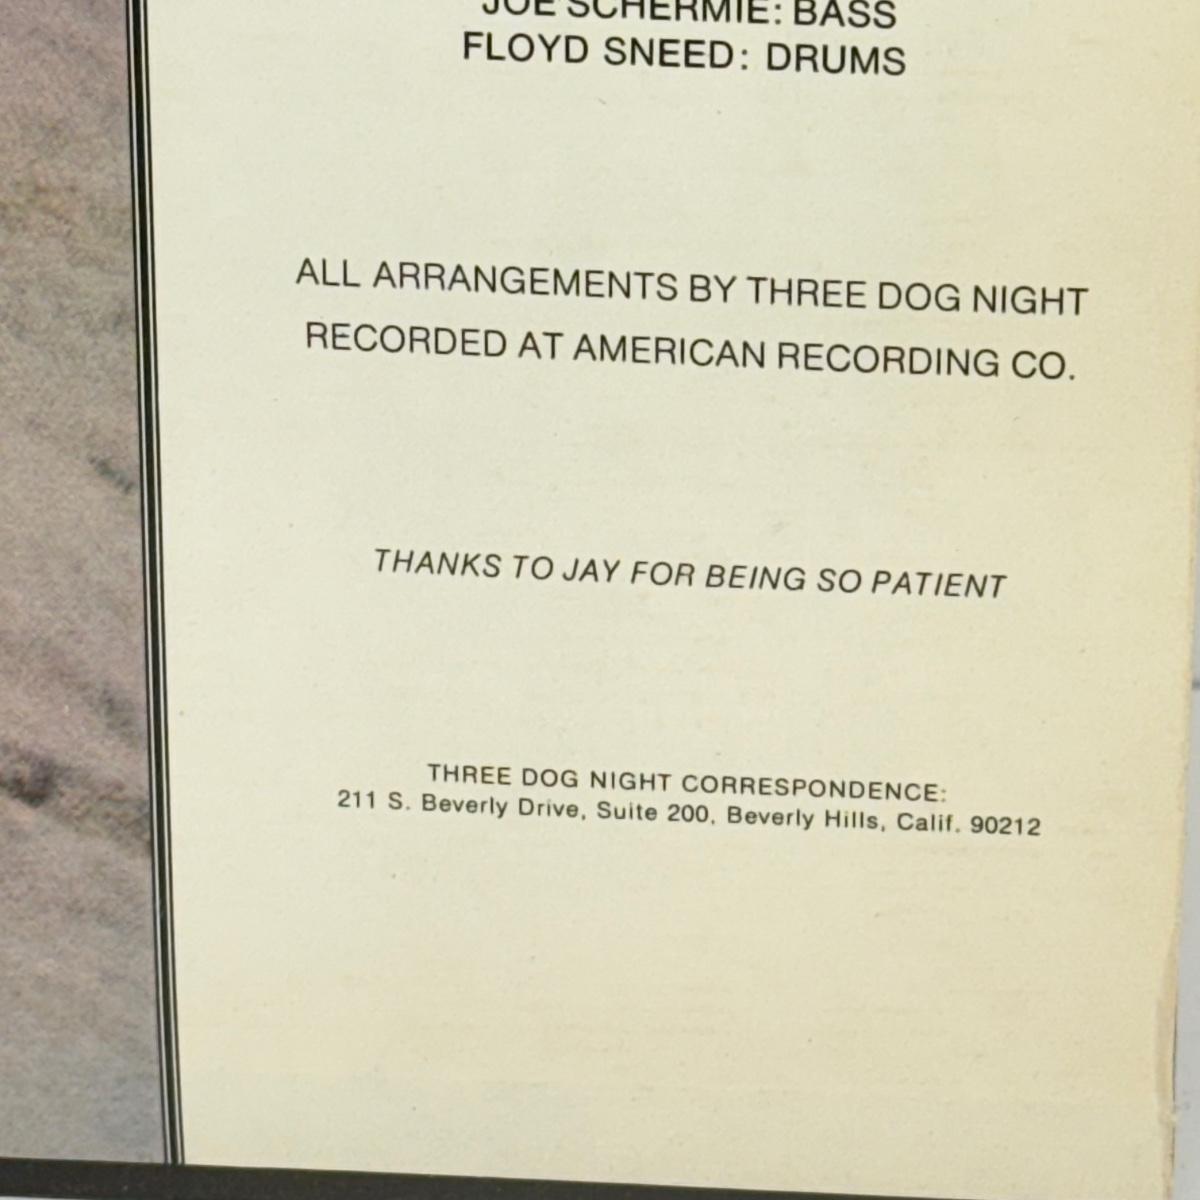 JOE SCHERMIE: BASS
FLOYD SNEED: DRUMS
ALL ARRANGEMENTS BY THREE DOG NIGHT
RECORDED AT AMERICAN RECORDING CO.
THANKS TO JAY FOR BEING SO PATIENT
THREE DOG NIGHT CORRESPONDENCE:
211 S. Beverly Drive, Suite 200, Beverly Hills, Calif. 90212